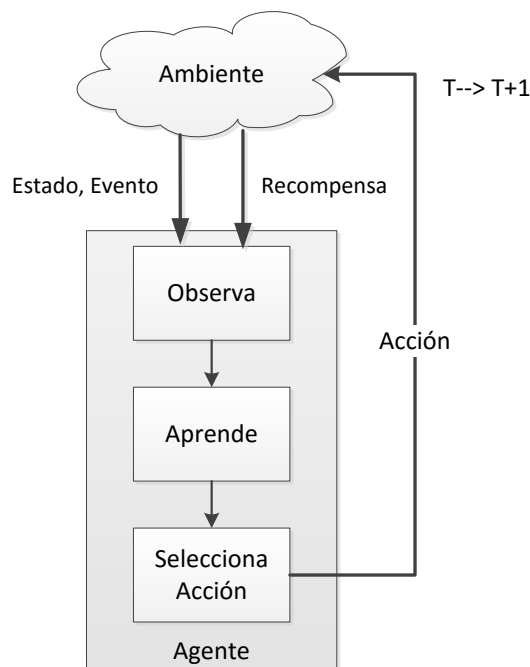 Ambiente
T--> T+1
Estado, Evento
Recompensa
Observa
Acción
Aprende
Selecciona
Acción
Agente